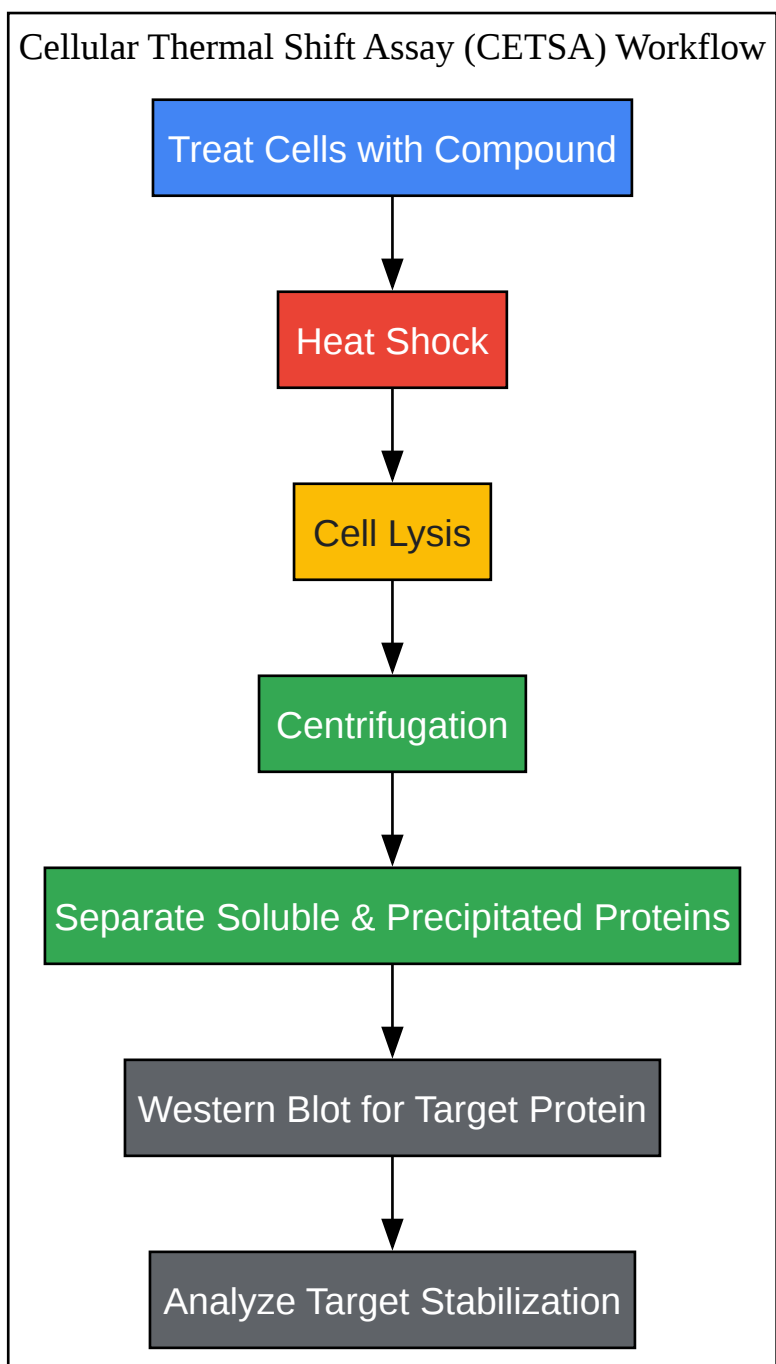 Cellular Thermal Shift Assay (CETSA) Workflow
Treat Cells with Compound
Heat Shock
Cell Lysis
Centrifugation
Separate Soluble & Precipitated Proteins
Western Blot for Target Protein
Analyze Target Stabilization